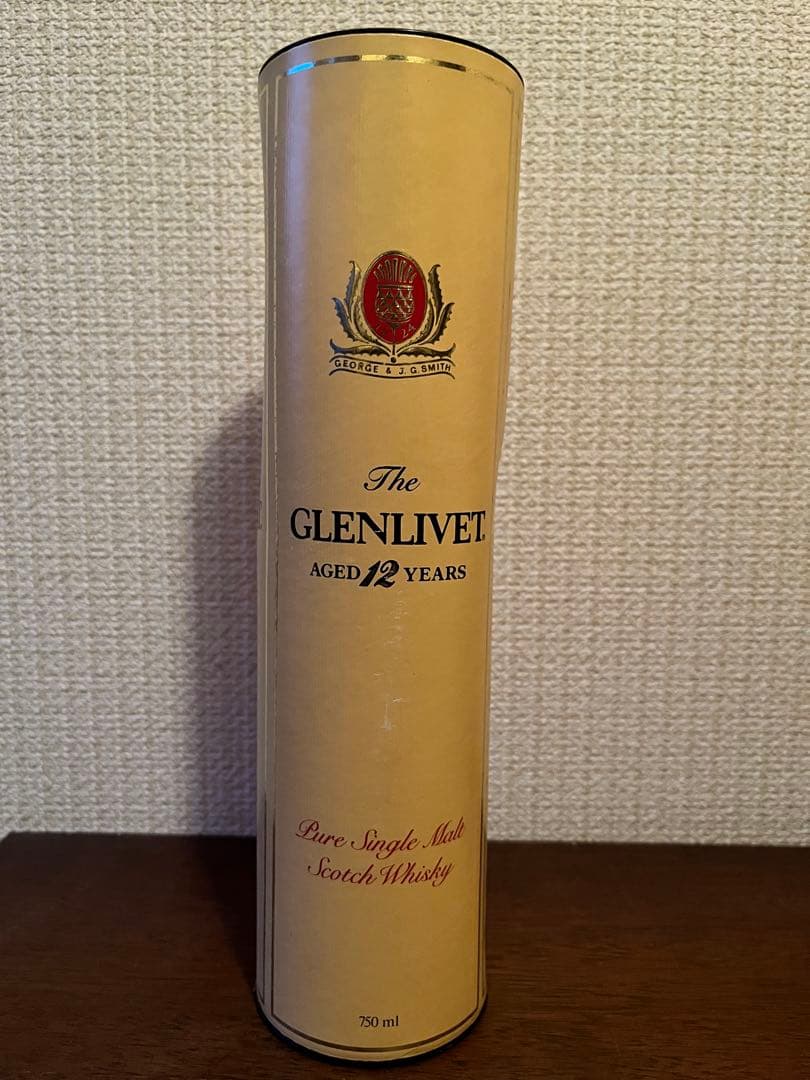 GEORGE & J.G. SMITH
The
GLENLIVET
AGED 12 YEARS
Pure Single Malt
Scotch Whisky
750 ml